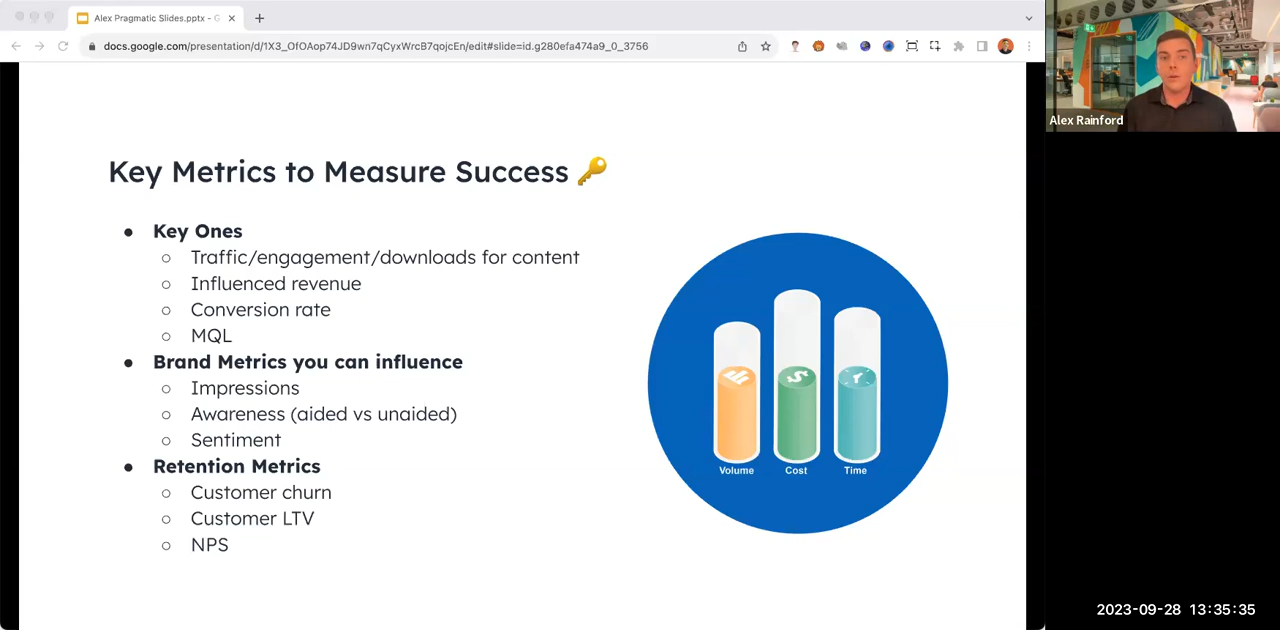 Alex Pragmatic Slides.pptx - G
docs.google.com/presentation/d/1X3_OfOAop74JD9wn7qCyxWrcB7qojcEn/edit#slide=id.g280efa474a9_0_3756
Alex Rainford
Key Metrics to Measure Success
● Key Ones
○ Traffic/engagement/downloads for content
○ Influenced revenue
○ Conversion rate
○ MQL
● Brand Metrics you can influence
○ Impressions
○ Awareness (aided vs unaided)
○ Sentiment
● Retention Metrics
○ Customer churn
○ Customer LTV
○ NPS
Volume Cost Time
2023-09-28 13:35:35